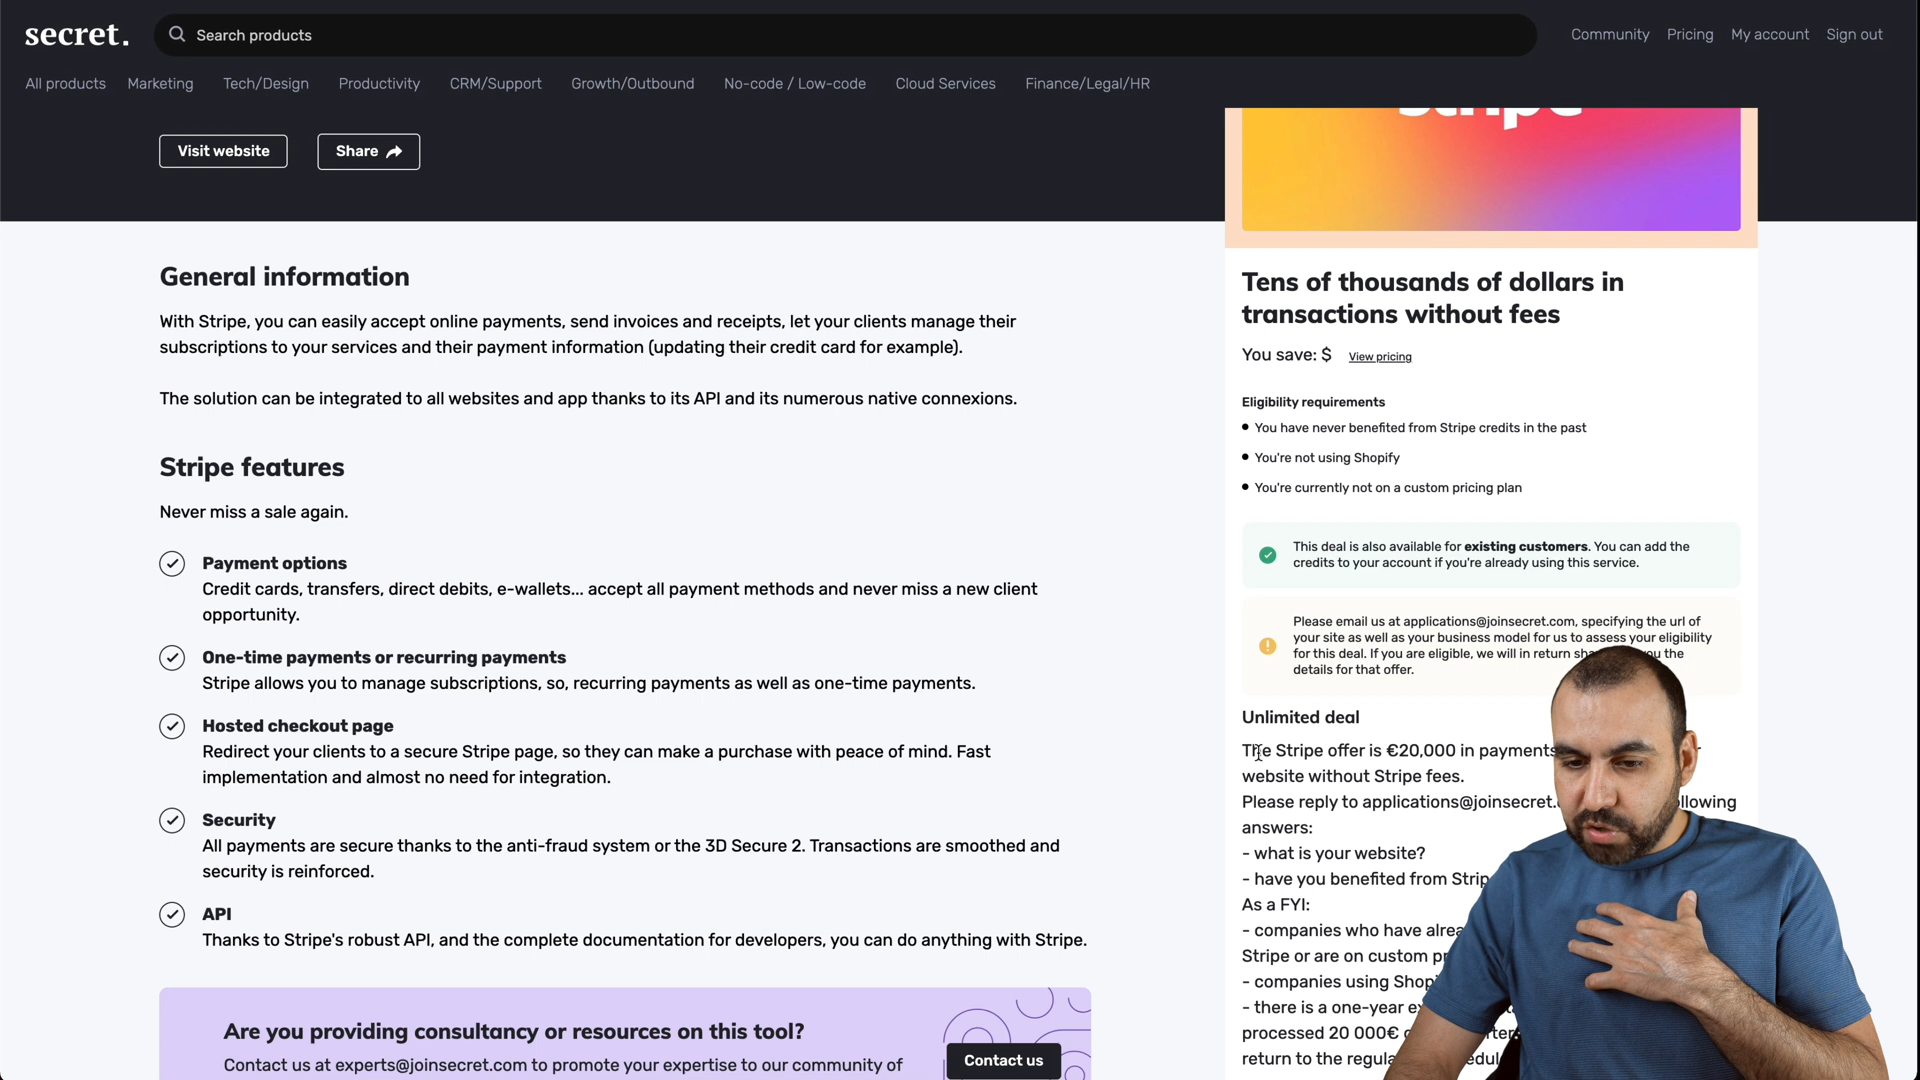 secret.
Search products
Community Pricing My account Sign out
All products Marketing Tech/Design Productivity CRM/Support Growth/Outbound No-code / Low-code Cloud Services Finance/Legal/HR
Visit website
Share
stripe
General information
With Stripe, you can easily accept online payments, send invoices and receipts, let your clients manage their
subscriptions to your services and their payment information (updating their credit card for example).
The solution can be integrated to all websites and app thanks to its API and its numerous native connexions.
Stripe features
Never miss a sale again.
Payment options
Credit cards, transfers, direct debits, e-wallets... accept all payment methods and never miss a new client
opportunity.
One-time payments or recurring payments
Stripe allows you to manage subscriptions, so, recurring payments as well as one-time payments.
Hosted checkout page
Redirect your clients to a secure Stripe page, so they can make a purchase with peace of mind. Fast
implementation and almost no need for integration.
Security
All payments are secure thanks to the anti-fraud system or the 3D Secure 2. Transactions are smoothed and
security is reinforced.
API
Thanks to Stripe's robust API, and the complete documentation for developers, you can do anything with Stripe.
Are you providing consultancy or resources on this tool?
Contact us at experts@joinsecret.com to promote your expertise to our community of
Contact us
Tens of thousands of dollars in
transactions without fees
You save: $ View pricing
Eligibility requirements
You have never benefited from Stripe credits in the past
You're not using Shopify
You're currently not on a custom pricing plan
This deal is also available for existing customers. You can add the
credits to your account if you're already using this service.
Please email us at applications@joinsecret.com, specifying the url of
your site as well as your business model for us to assess your eligibility
for this deal. If you are eligible, we will in return you the
details for that offer.
Unlimited deal
The Stripe offer is €20,000 in payments
website without Stripe fees.
Please reply to applications@joinsecret.
answers:
- what is your website?
- have you benefited from
As a FYI:
- companies who have
Stripe or are on custom
- companies using
- there is a one-year
processed 20 000€
return to the